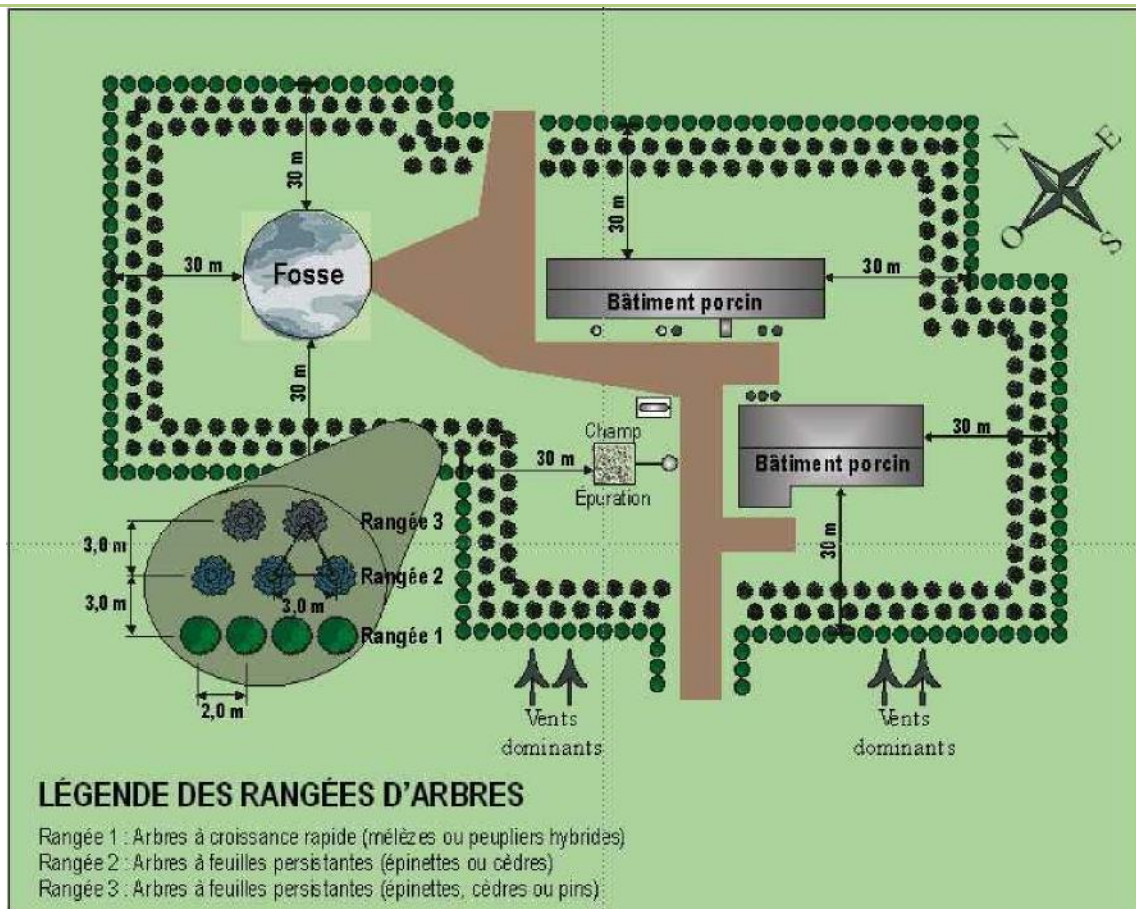 N
E
O
S
30 m
30 m
30 m
30 m
30 m
Fosse
Bâtiment porcin
30 m
Champ
Épuration
30 m
Bâtiment porcin
30 m
30 m
Rangée 3
3,0 m
Rangée 2
3,0 m
3,0 m
Rangée 1
2,0 m
Vents
dominants
Vents
dominants
LÉGENDE DES RANGÉES D'ARBRES
Rangée 1 : Arbres à croissance rapide (mélèzes ou peupliers hybrides)
Rangée 2 : Arbres à feuilles persistantes (épinettes ou cèdres)
Rangée 3 : Arbres à feuilles persistantes (épinettes, cèdres ou pins)